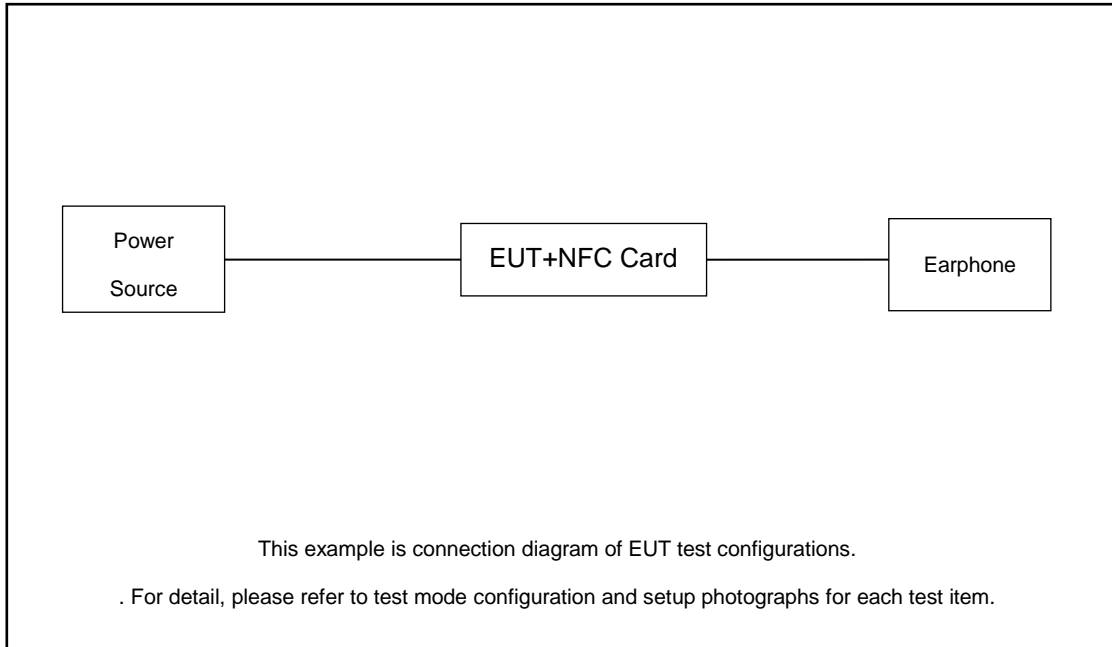 Power
Source
EUT+NFC Card
Earphone
This example is connection diagram of EUT test configurations.
. For detail, please refer to test mode configuration and setup photographs for each test item.